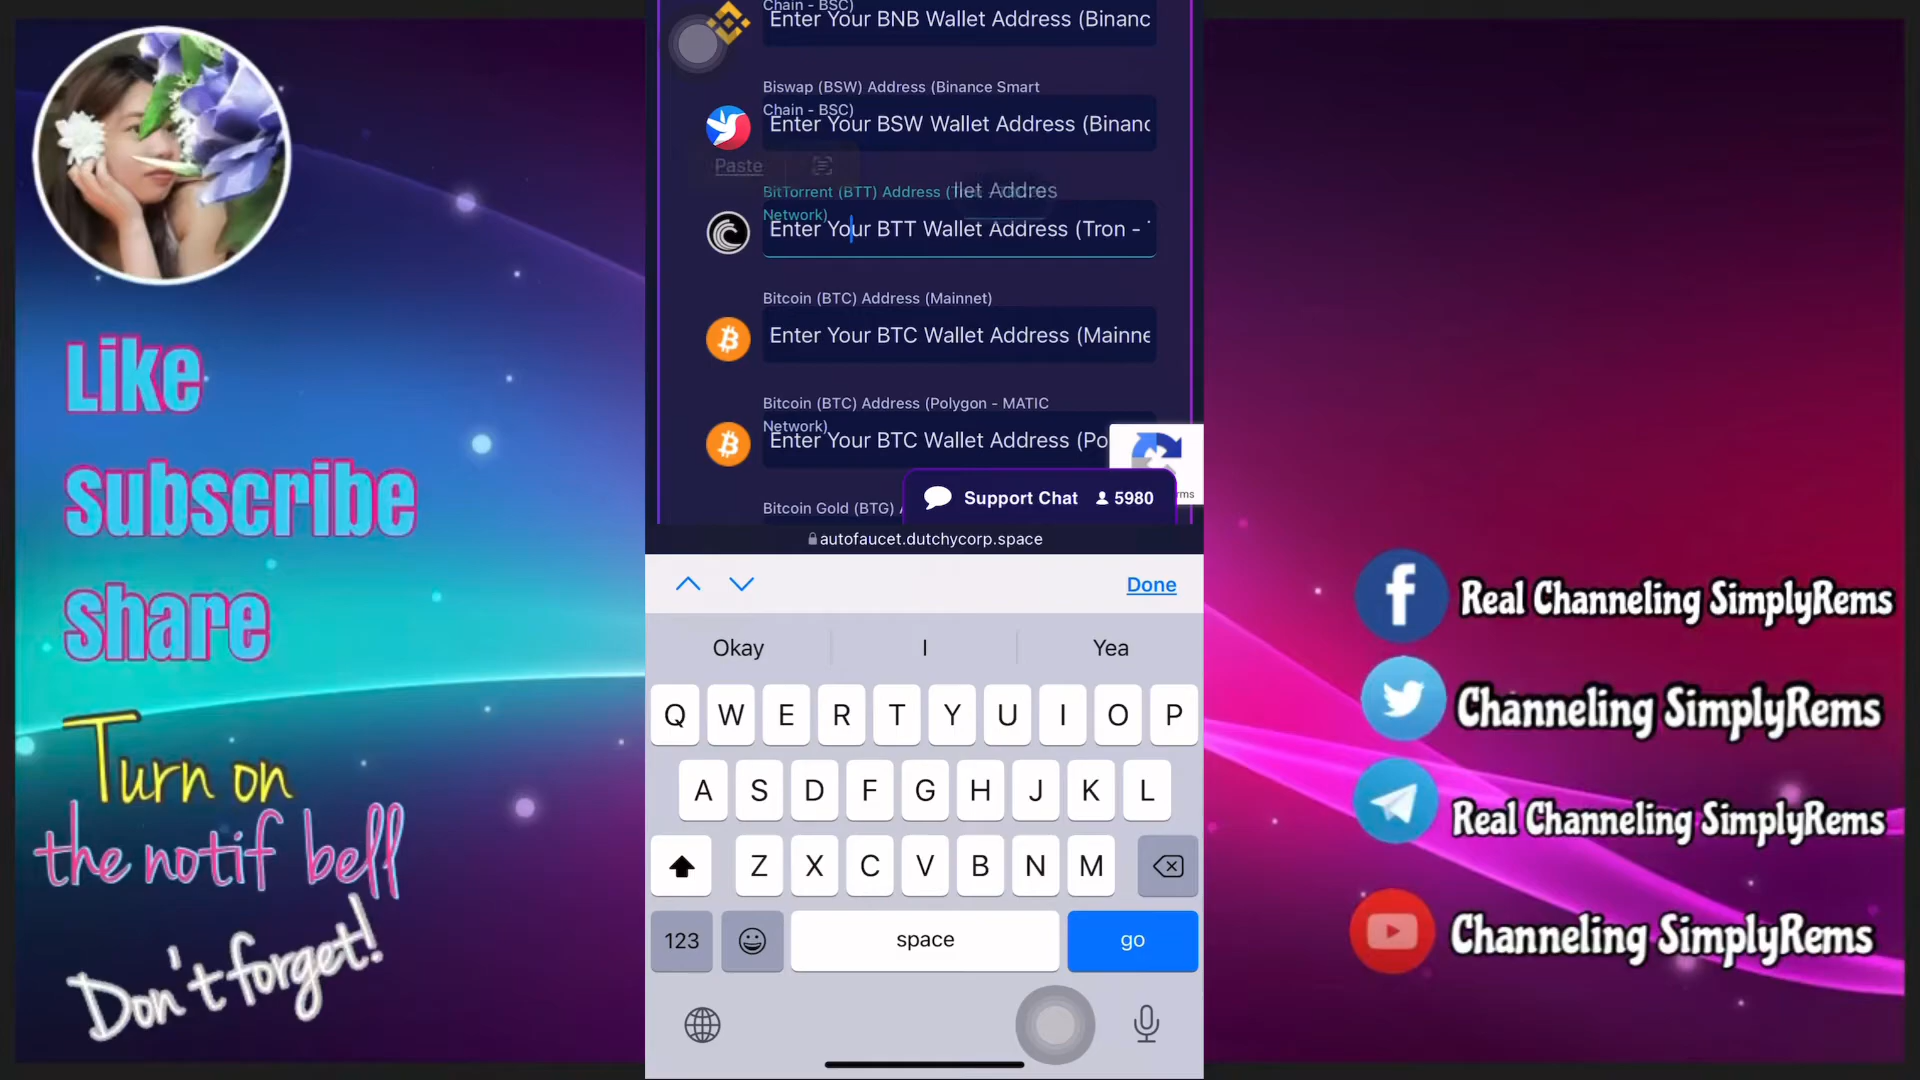 Like
subscribe
share
Turn on
the notif bell
Don't forget!
Chain - BSC)
Enter Your BNB Wallet Address (Binanc
Biswap (BSW) Address (Binance Smart
Chain - BSC)
Enter Your BSW Wallet Address (Binanc
Paste
llet Addres
BitTorrent (BTT) Address (
Network)
Enter Your BTT Wallet Address (Tron -
Bitcoin (BTC) Address (Mainnet)
Enter Your BTC Wallet Address (Mainne
Bitcoin (BTC) Address (Polygon - MATIC
Network)
Enter Your BTC Wallet Address (Po
rms
Bitcoin Gold (BTG)
Support Chat 5980
autofaucet.dutchycorp.space
Done
Okay I Yea
Q W E R T Y U I O P
A S D F G H J K L
Z X C V B N M
123 space go
Real Channeling SimplyRems
Channeling SimplyRems
Real Channeling SimplyRems
Channeling SimplyRems